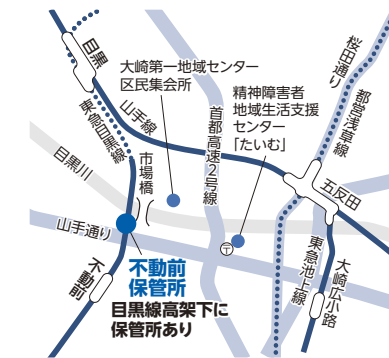 目黒
大崎第一地域センター
区民集会所
桜田通り
都営浅草線
東急目黒線
山手線
首都高速2号線
精神障害者
地域生活支援
センター
「たいむ」
目黒川
市場橋
五反田
山手通り
〒
不動前
保管所
目黒線高架下に
保管所あり
不動前
東急池上線
大崎広小路